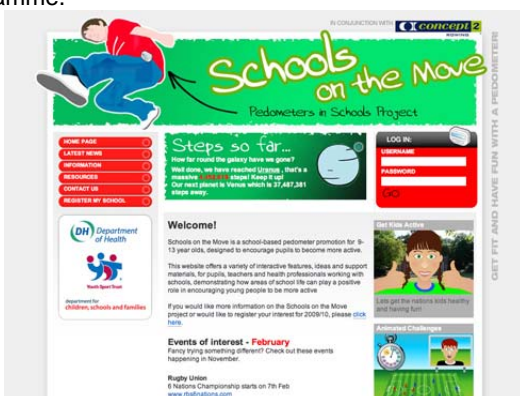 amme.
IN CONJUNCTION WITH concept 2
Schools
on the Move
Pedometers in Schools Project
GET FIT AND HAVE FUN WITH A PEDOMETER!
HOME PAGE
LATEST NEWS
INFORMATION
RESOURCES
CONTACT US
REGISTER MY SCHOOL
Steps so far...
How far round the galaxy have we gone?
Well done, we have reached Uranus , that's a
massive steps! Keep it up!
Our next planet is Venus which is 37,487,381
steps away.
LOG IN:
USERNAME
PASSWORD
GO
DH Department
of Health
Youth Sport Trust
department for
children, schools and families
Welcome!
Schools on the Move is a school-based pedometer promotion for 9-
13 year olds, designed to encourage pupils to become more active.
This website offers a variety of interactive features, ideas and support
materials, for pupils, teachers and health professionals working with
schools, demonstrating how areas of school life can play a positive
role in encouraging young people to be more active
If you would like more information on the Schools on the Move
project or would like to register your interest for 2009/10, please click
here.
Events of interest - February
Fancy trying something different? Check out these events
happening in November.
Rugby Union
6 Nations Championship starts on 7th Feb
www.rbs6nations.com
Get Kids Active
Lets get the nations kids healthy
and having fun!
Animated Challenges